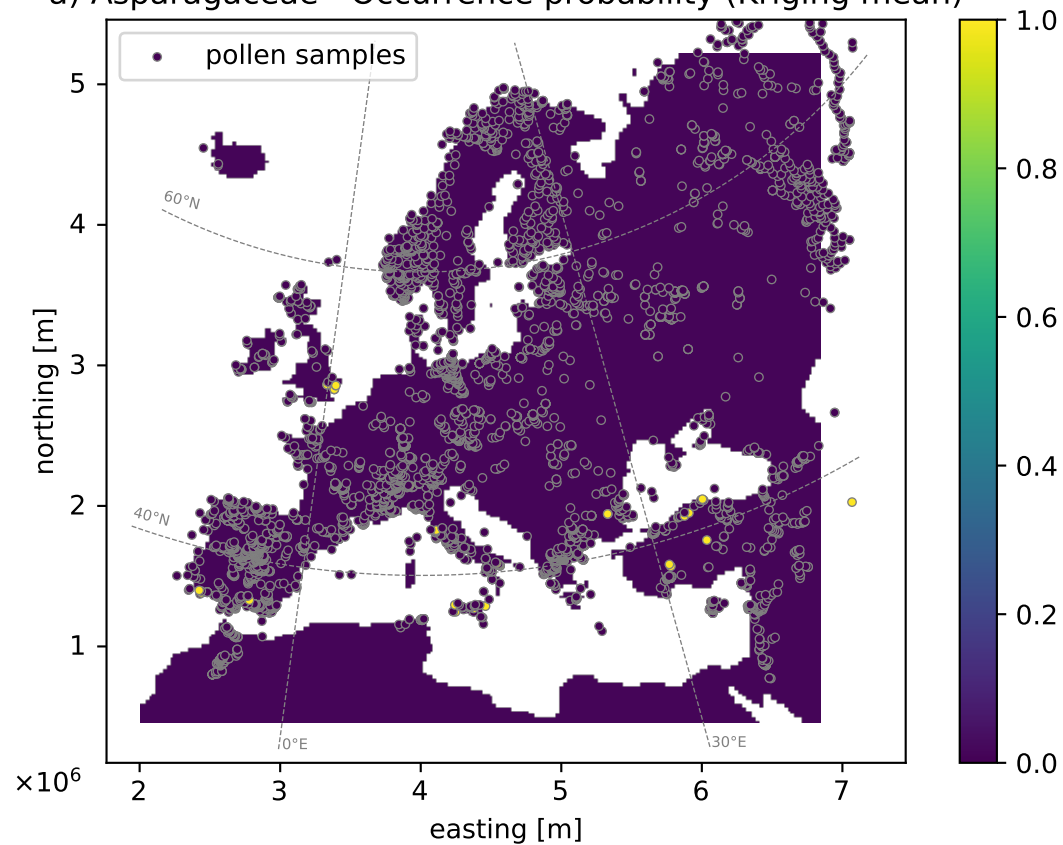 a) Asparagaceae - Occurrence probability (Kriging mean)
pollen samples
60°N
40°N
0°E
30°E
5
4
3
2
1
northing [m]
×10⁶
2
3
4
5
6
7
easting [m]
1.0
0.8
0.6
0.4
0.2
0.0